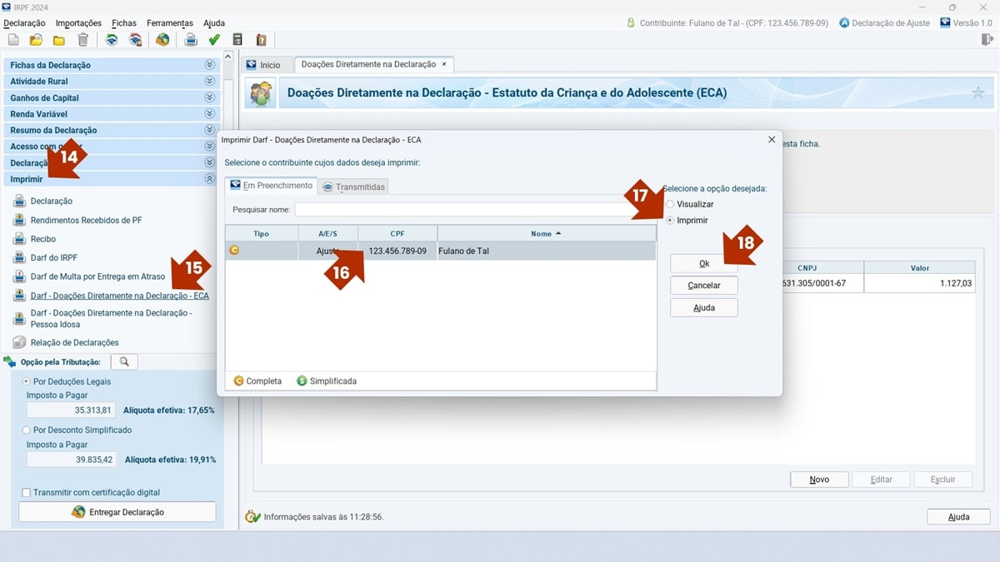 IRPF 2024
Declaração Importações Fichas Ferramentas Ajuda
Contribuinte: Fulano de Tal - (CPF: 123.456.789-09) Declaração de Ajuste Versão 1.0
Início Doações Diretamente na Declaração ×
Doações Diretamente na Declaração - Estatuto da Criança e do Adolescente (ECA)
Fichas da Declaração
Atividade Rural
Ganhos de Capital
Renda Variável
Resumo da Declaração
Acesso com
Imprimir
14
Declaração
Rendimentos Recebidos de PF
Recibo
Darf do IRPF
Darf de Multa por Entrega em Atraso
15
Darf - Doações Diretamente na Declaração - ECA
Darf - Doações Diretamente na Declaração -
Pessoa Idosa
Relação de Declarações
Opção pela Tributação:
Por Deduções Legais
Imposto a Pagar
35.313,81 Alíquota efetiva: 17,65%
Por Desconto Simplificado
Imposto a Pagar
39.835,42 Alíquota efetiva: 19,91%
Transmitir com certificação digital
Entregar Declaração
Imprimir Darf - Doações Diretamente na Declaração - ECA
Selecione o contribuinte cujos dados deseja imprimir:
Em Preenchimento Transmitidas
Pesquisar nome:
Tipo A/E/S CPF Nome
C 123.456.789-09 Fulano de Tal
16
C Completa S Simplificada
17
Selecione a opção desejada:
Visualizar
Imprimir
18
Ok
Cancelar
Ajuda
esta ficha.
CNPJ Valor
631.305/0001-67 1.127,03
Novo Editar Excluir
Informações salvas às 11:28:56.
Ajuda